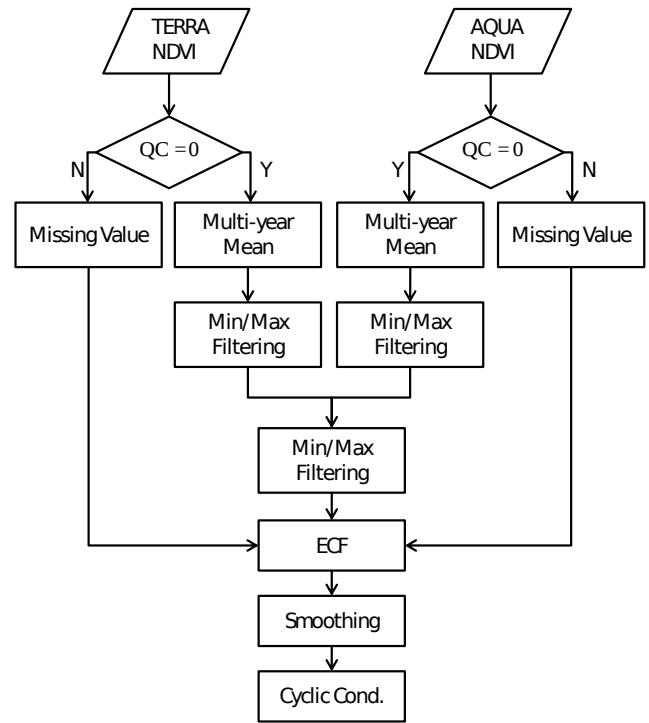 TERRA
NDVI
AQUA
NDVI
QC = 0
QC = 0
N
Y
Y
N
Missing Value
Multi-year
Mean
Multi-year
Mean
Missing Value
Min/Max
Filtering
Min/Max
Filtering
Min/Max
Filtering
ECF
Smoothing
Cyclic Cond.